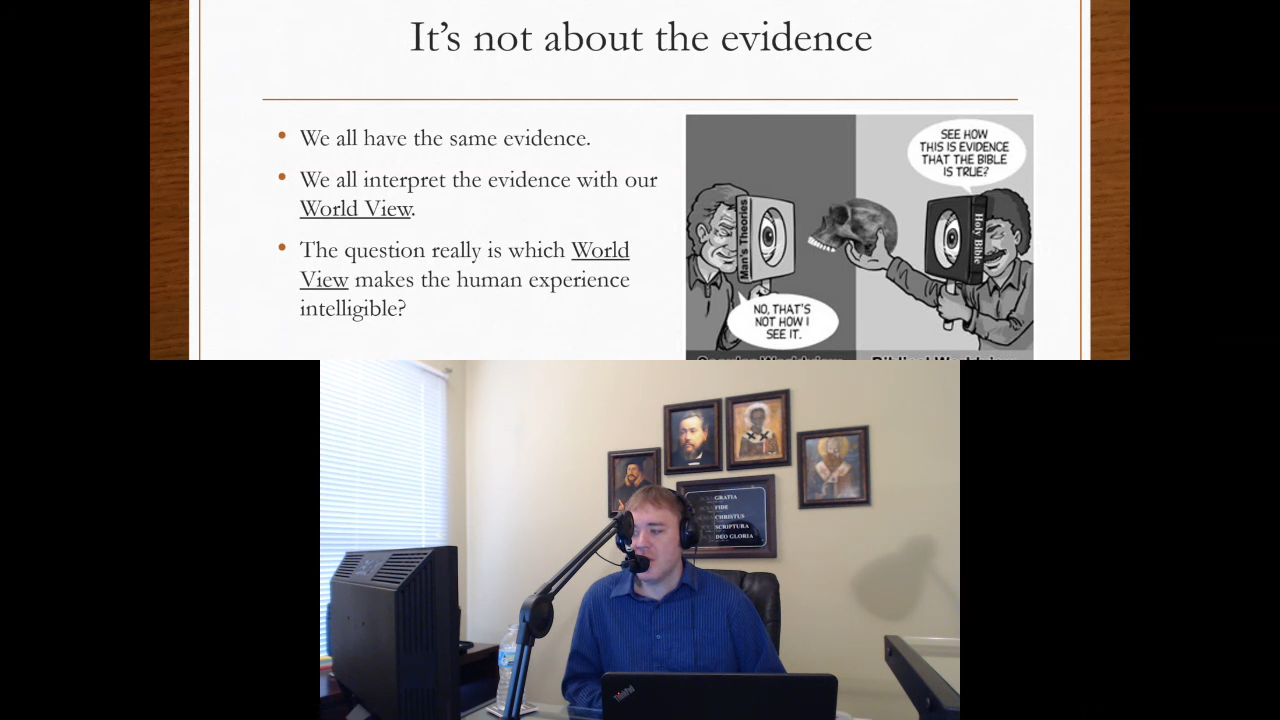 It's not about the evidence
• We all have the same evidence.
• We all interpret the evidence with our
World View.
• The question really is which World
View makes the human experience
intelligible?
SEE HOW
THIS IS EVIDENCE
THAT THE BIBLE
IS TRUE?
Man's Theories
Holy Bible
NO, THAT'S
NOT HOW I
SEE IT.
GRATIA
FIDE
CHRISTUS
SCRIPTURA
DEO GLORIA
ThinkPad